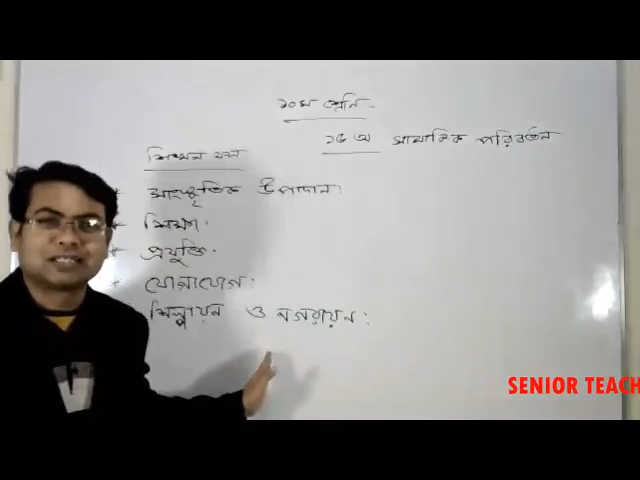 ১০ম শ্রেনি.
১৫ অ সামাজিক পরিবর্তন
শিখন ফল
সাংস্কৃতিক উপাদান:
শিক্ষা:
প্রযুক্তি.
যোগাযোগ:
শিল্পায়ন ও নগরায়ন:
SENIOR TEACH